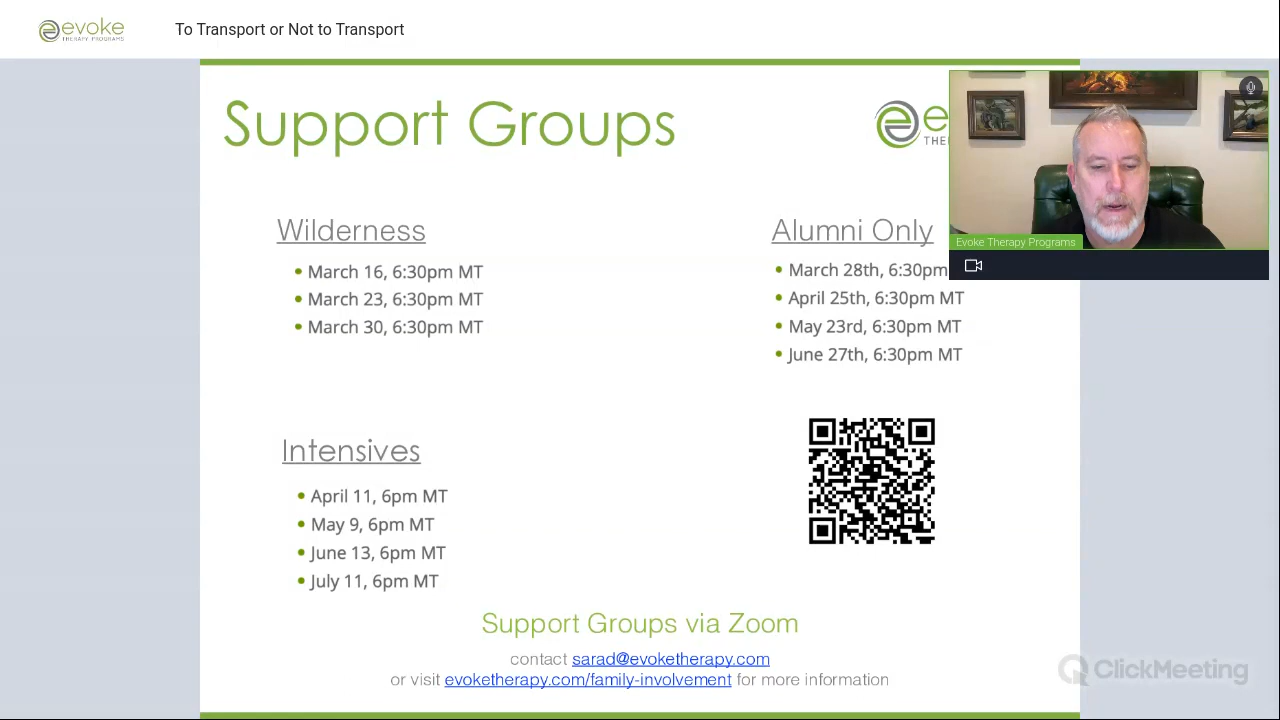 evoke
THERAPY PROGRAMS
To Transport or Not to Transport
Support Groups
e
THE
Evoke Therapy Programs
Wilderness
• March 16, 6:30pm MT
• March 23, 6:30pm MT
• March 30, 6:30pm MT
Alumni Only
• March 28th, 6:30pm
• April 25th, 6:30pm MT
• May 23rd, 6:30pm MT
• June 27th, 6:30pm MT
Intensives
• April 11, 6pm MT
• May 9, 6pm MT
• June 13, 6pm MT
• July 11, 6pm MT
Support Groups via Zoom
contact sarad@evoketherapy.com
or visit evoketherapy.com/family-involvement for more information
ClickMeeting